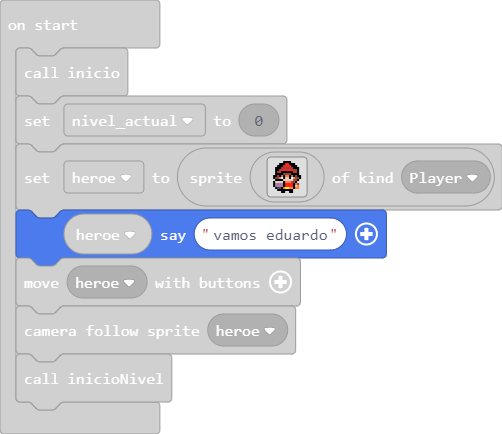 on start
call inicio
set nivel_actual to 0
set heroe to sprite of kind Player
heroe say "vamos eduardo"
move heroe with buttons
camera follow sprite heroe
call inicioNivel